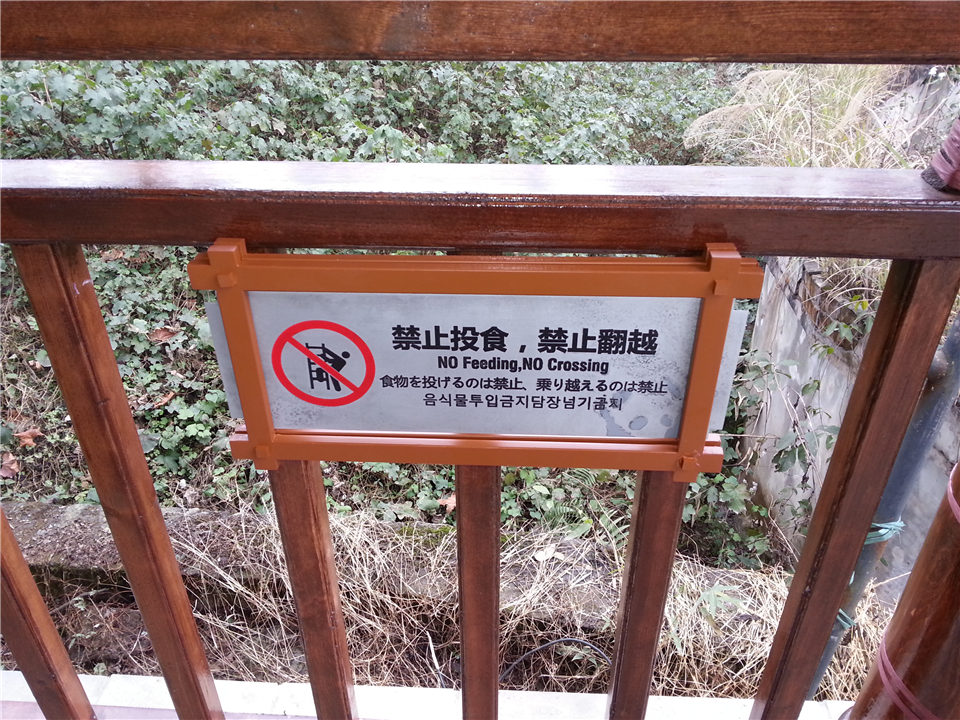 禁止投食，禁止翻越
NO Feeding,NO Crossing
食物を投げるのは禁止、乗り越えるのは禁止
음식물투입금지담장넘기금지